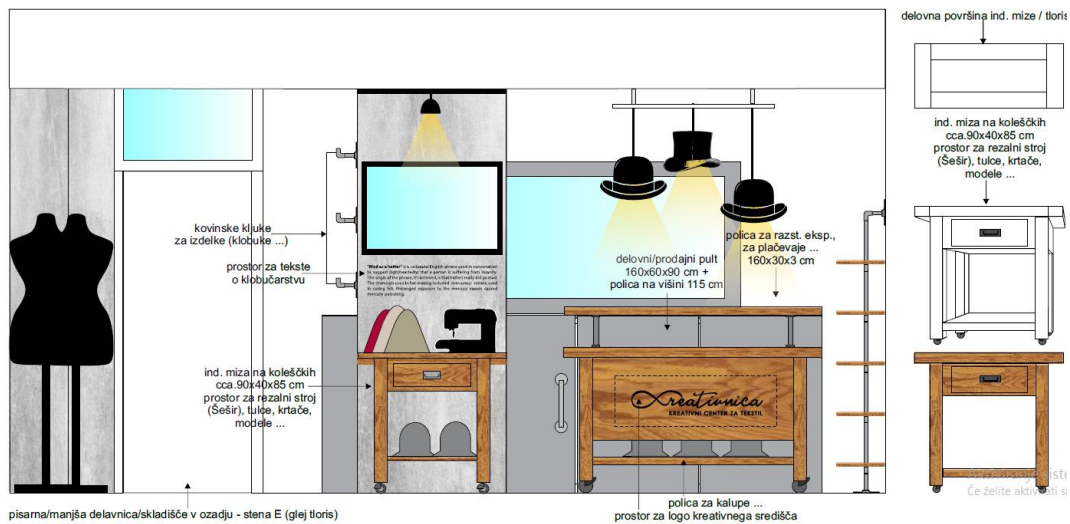 delovna površina ind. mize / tloris
ind. miza na koleščkih
cca.90x40x85 cm
prostor za rezalni stroj
(Šešir), tulce, krtače,
modele ...
kovinske kljuke
za izdelke (klobuke ...)
prostor za tekste
o klobučarstvu
delovni/prodajni pult
160x60x90 cm +
polica na višini 115 cm
polica za razst. eksp.,
za plačevaje ...
160x30x3 cm
ind. miza na koleščkih
cca.90x40x85 cm
prostor za rezalni stroj
(Šešir), tulce, krtače,
modele ...
Kreativnica
KREATIVNI CENTER ZA TEKSTIL
polica za kalupe ...
prostor za logo kreativnega središča
pisarna/manjša delavnica/skladišče v ozadju - stena E (glej tloris)
Če želite aktivirati si